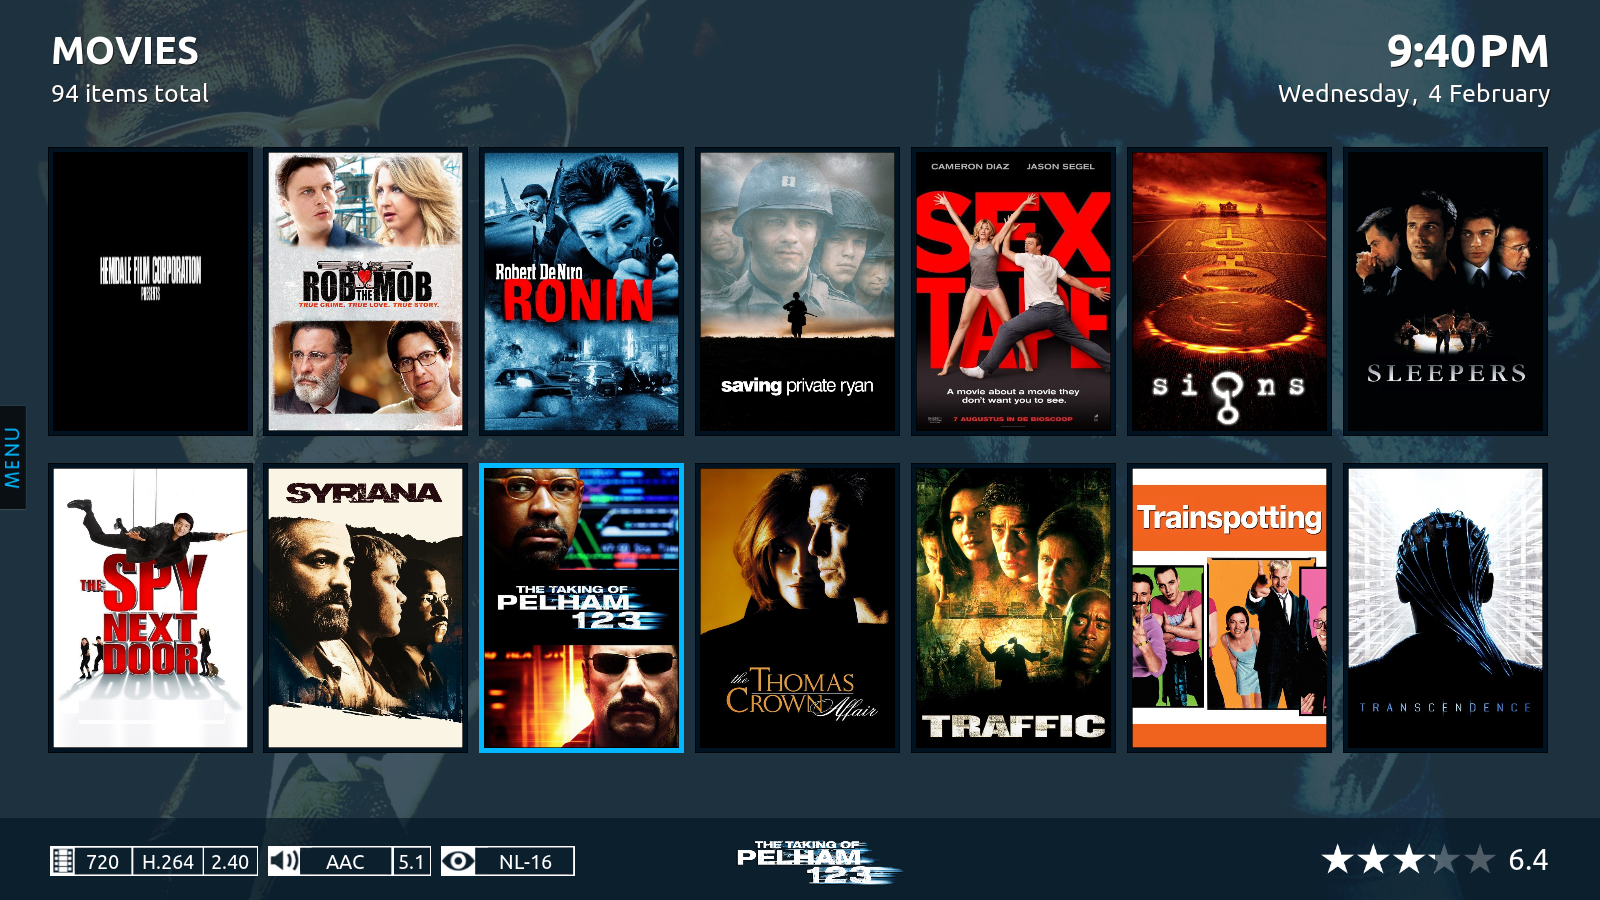 MOVIES
94 items total
9:40 PM
Wednesday, 4 February
HEMDALE FILM CORPORATION
PRESENTS
ROB THE MOB
TRUE CRIME. TRUE LOVE. TRUE STORY.
Robert De Niro
RONIN
saving private ryan
CAMERON DIAZ JASON SEGEL
SEX
TAPE
A movie about a movie they
don't want you to see.
7 AUGUSTUS IN DE BIOSCOOP
signs
SLEEPERS
MENU
THE SPY
NEXT
DOOR
SYRIANA
THE TAKING OF
PELHAM
123
the THOMAS
CROWN Affair
TRAFFIC
Trainspotting
TRANSCENDENCE
720 H.264 2.40 AAC 5.1 NL-16
THE TAKING OF
PELHAM
123
6.4